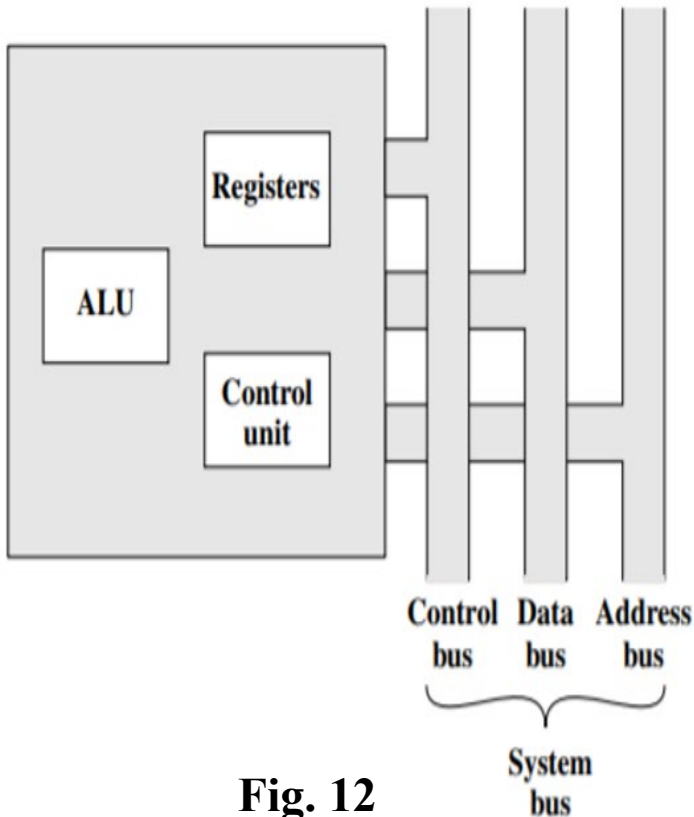 Registers
ALU
Control
unit
Control Data Address
bus bus bus
System
bus
Fig. 12